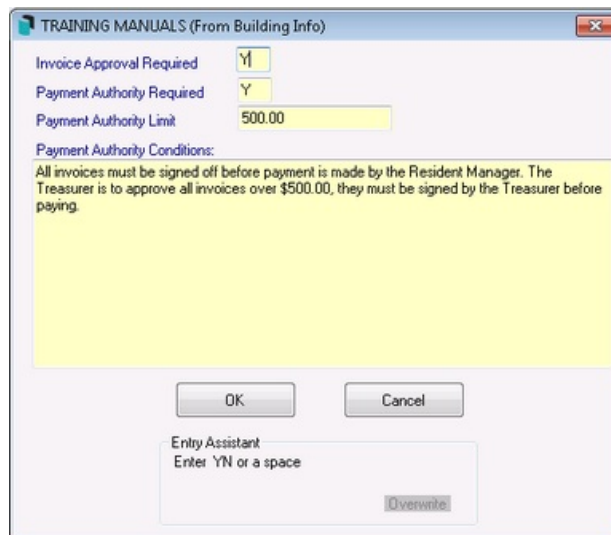 TRAINING MANUALS (From Building Info)
Invoice Approval Required Y
Payment Authority Required Y
Payment Authority Limit 500.00
Payment Authority Conditions:
All invoices must be signed off before payment is made by the Resident Manager. The
Treasurer is to approve all invoices over $500.00, they must be signed by the Treasurer before
paying.
OK Cancel
Entry Assistant
Enter YN or a space
Overwrite